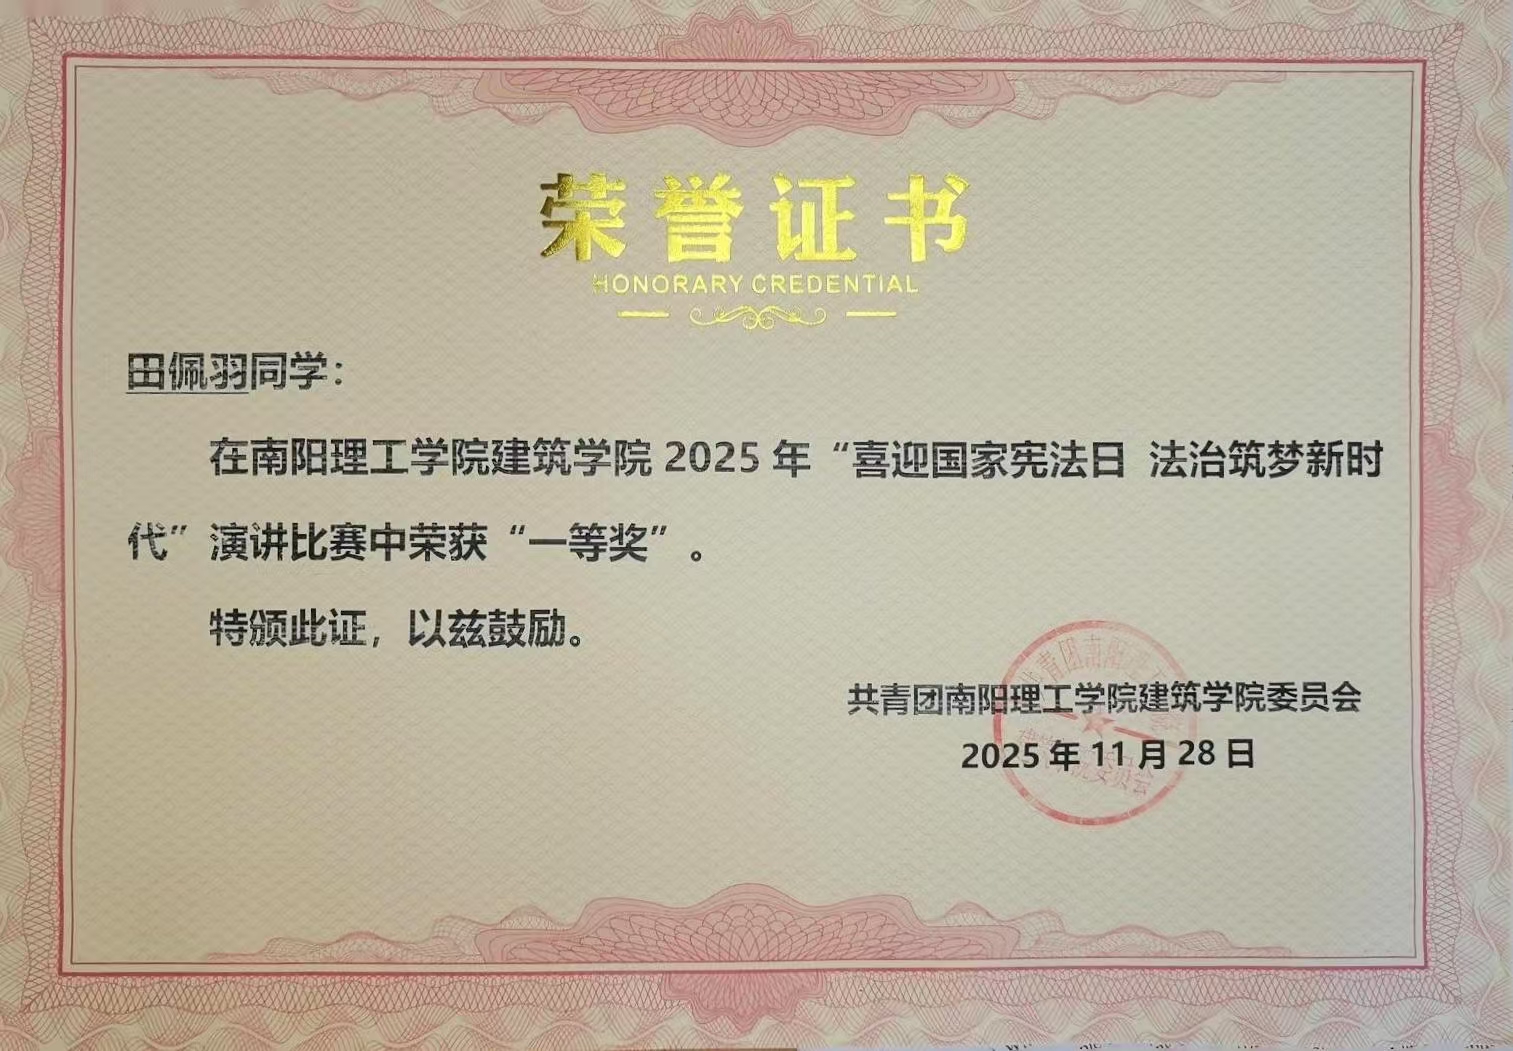 荣誉证书
HONORARY CREDENTIAL
田佩羽同学：
在南阳理工学院建筑学院 2025 年“喜迎国家宪法日 法治筑梦新时
代”演讲比赛中荣获“一等奖”。
特颁此证，以兹鼓励。
共青团南阳理工学院建筑学院委员会
2025 年 11 月 28 日